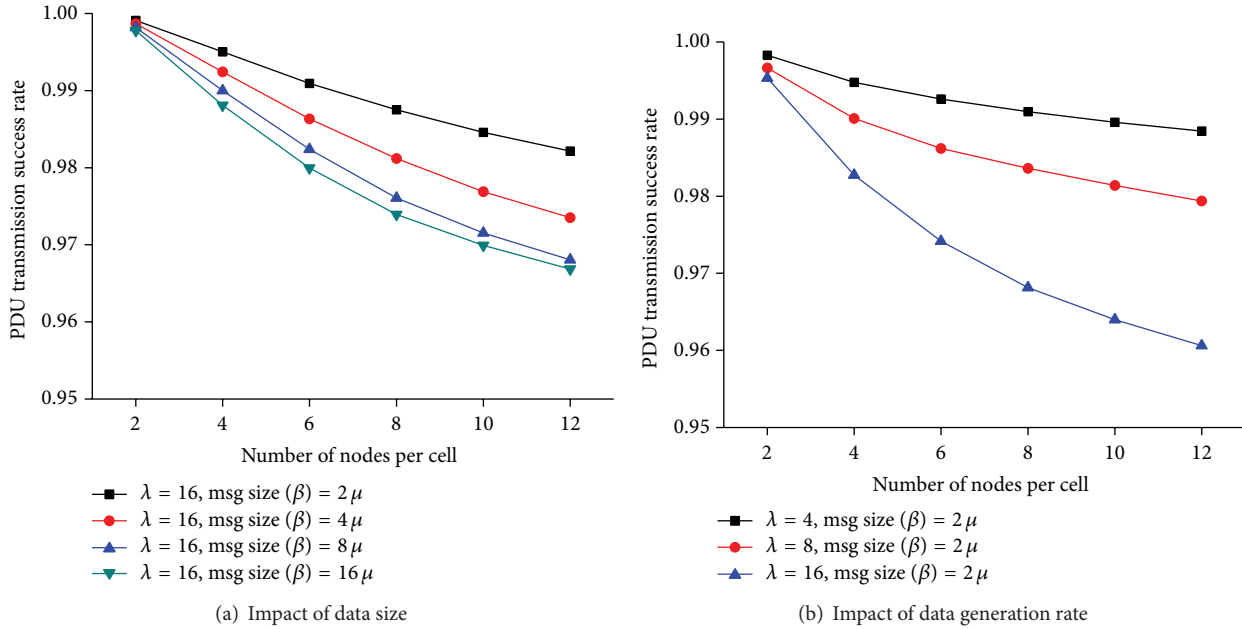 1.00
0.99
0.98
0.97
0.96
0.95
PDU transmission success rate
2 4 6 8 10 12
Number of nodes per cell
λ = 16, msg size (β) = 2 μ
λ = 16, msg size (β) = 4 μ
λ = 16, msg size (β) = 8 μ
λ = 16, msg size (β) = 16 μ
(a) Impact of data size
1.00
0.99
0.98
0.97
0.96
0.95
PDU transmission success rate
2 4 6 8 10 12
Number of nodes per cell
λ = 4, msg size (β) = 2 μ
λ = 8, msg size (β) = 2 μ
λ = 16, msg size (β) = 2 μ
(b) Impact of data generation rate